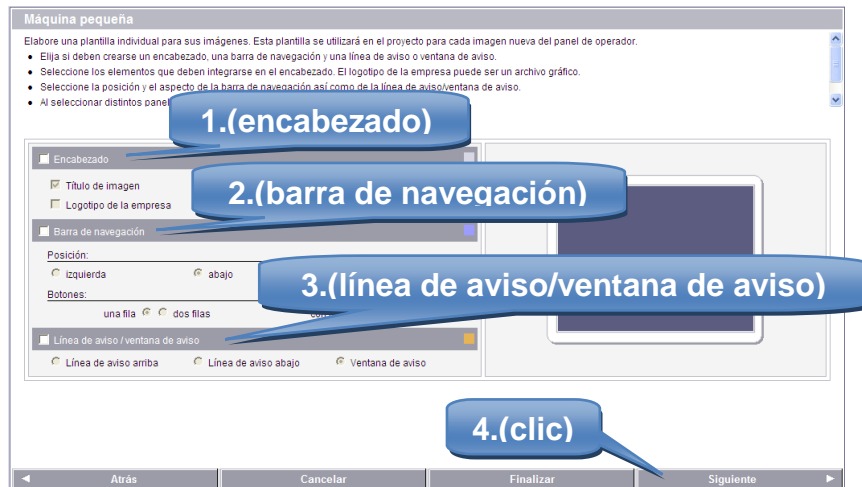 Máquina pequeña
Elabore una plantilla individual para sus imágenes. Esta plantilla se utilizará en el proyecto para cada imagen nueva del panel de operador.
• Elija si deben crearse un encabezado, una barra de navegación y una línea de aviso o ventana de aviso.
• Seleccione los elementos que deben integrarse en el encabezado. El logotipo de la empresa puede ser un archivo gráfico.
• Seleccione la posición y el aspecto de la barra de navegación así como de la línea de aviso/ventana de aviso.
• Al seleccionar distintos panel
1.(encabezado)
Encabezado
Título de imagen
Logotipo de la empresa
2.(barra de navegación)
Barra de navegación
Posición:
izquierda abajo
3.(línea de aviso/ventana de aviso)
Botones:
una fila dos filas
Línea de aviso / ventana de aviso
Línea de aviso arriba Línea de aviso abajo Ventana de aviso
4.(clic)
Atrás Cancelar Finalizar Siguiente